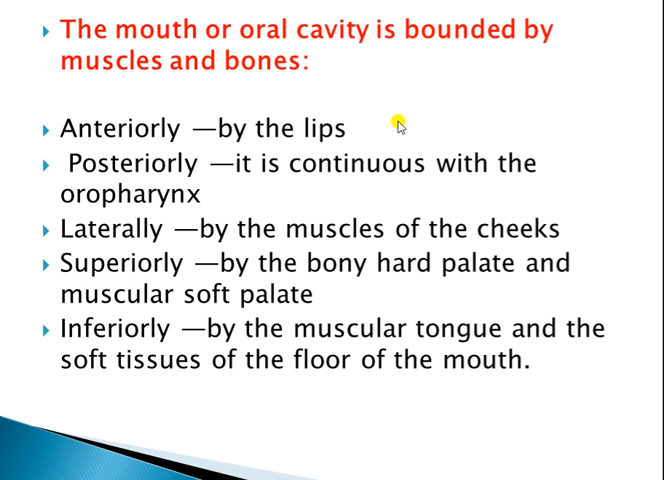 The mouth or oral cavity is bounded by
muscles and bones:
Anteriorly —by the lips
Posteriorly —it is continuous with the
oropharynx
Laterally —by the muscles of the cheeks
Superiorly —by the bony hard palate and
muscular soft palate
Inferiorly —by the muscular tongue and the
soft tissues of the floor of the mouth.